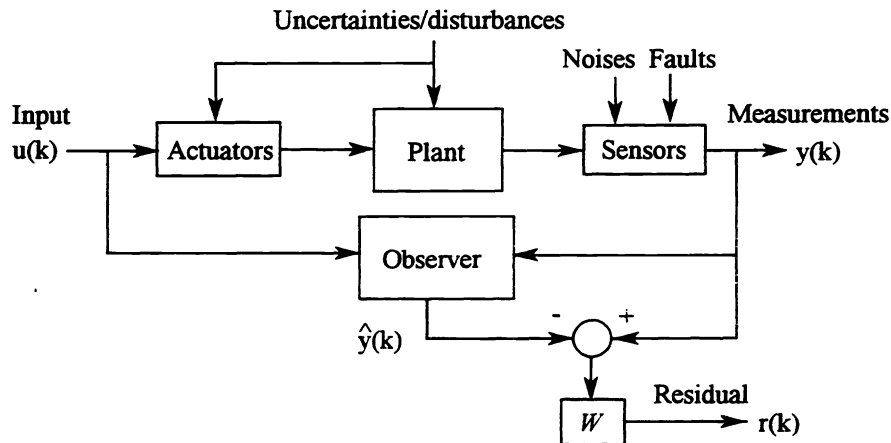 Uncertainties/disturbances
Noises Faults
Input
Measurements
u(k)
Actuators
Plant
Sensors
y(k)
Observer
- +
ŷ(k)
Residual
W
r(k)